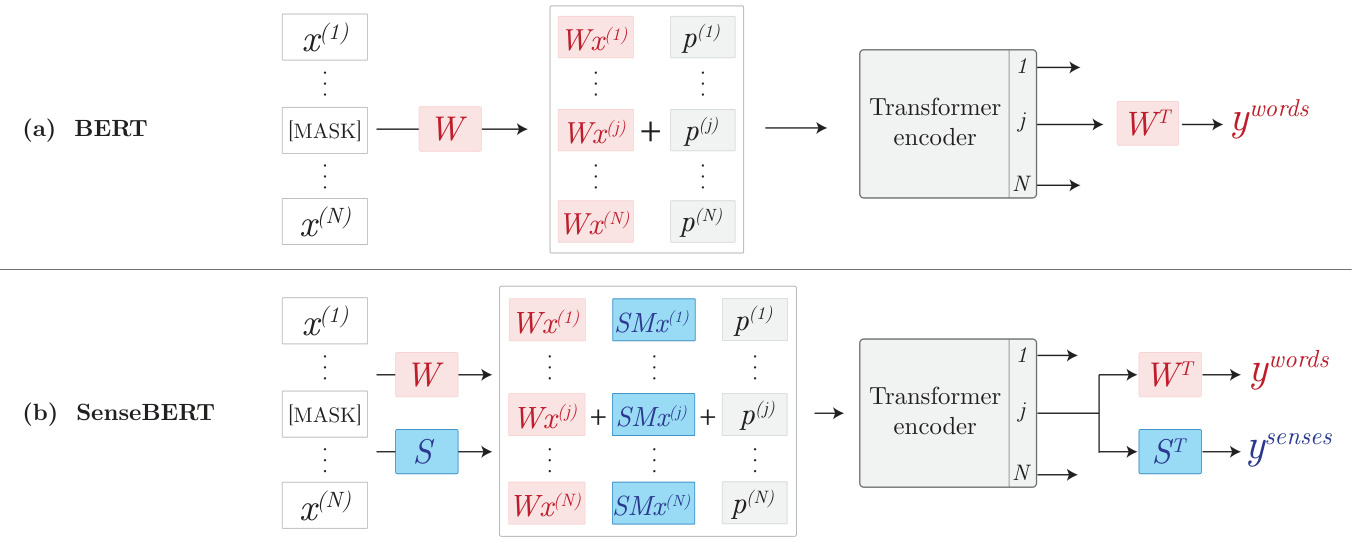 (a) BERT
x^(1)
⋮
[MASK]
⋮
x^(N)
W
Wx^(1) p^(1)
⋮ ⋮
Wx^(j) + p^(j)
⋮ ⋮
Wx^(N) p^(N)
Transformer
encoder
1
j
N
W^T
y^words
(b) SenseBERT
x^(1)
⋮
[MASK]
⋮
x^(N)
W
S
Wx^(1) SMx^(1) p^(1)
⋮ ⋮ ⋮
Wx^(j) + SMx^(j) + p^(j)
⋮ ⋮ ⋮
Wx^(N) SMx^(N) p^(N)
Transformer
encoder
1
j
N
W^T
y^words
S^T
y^senses